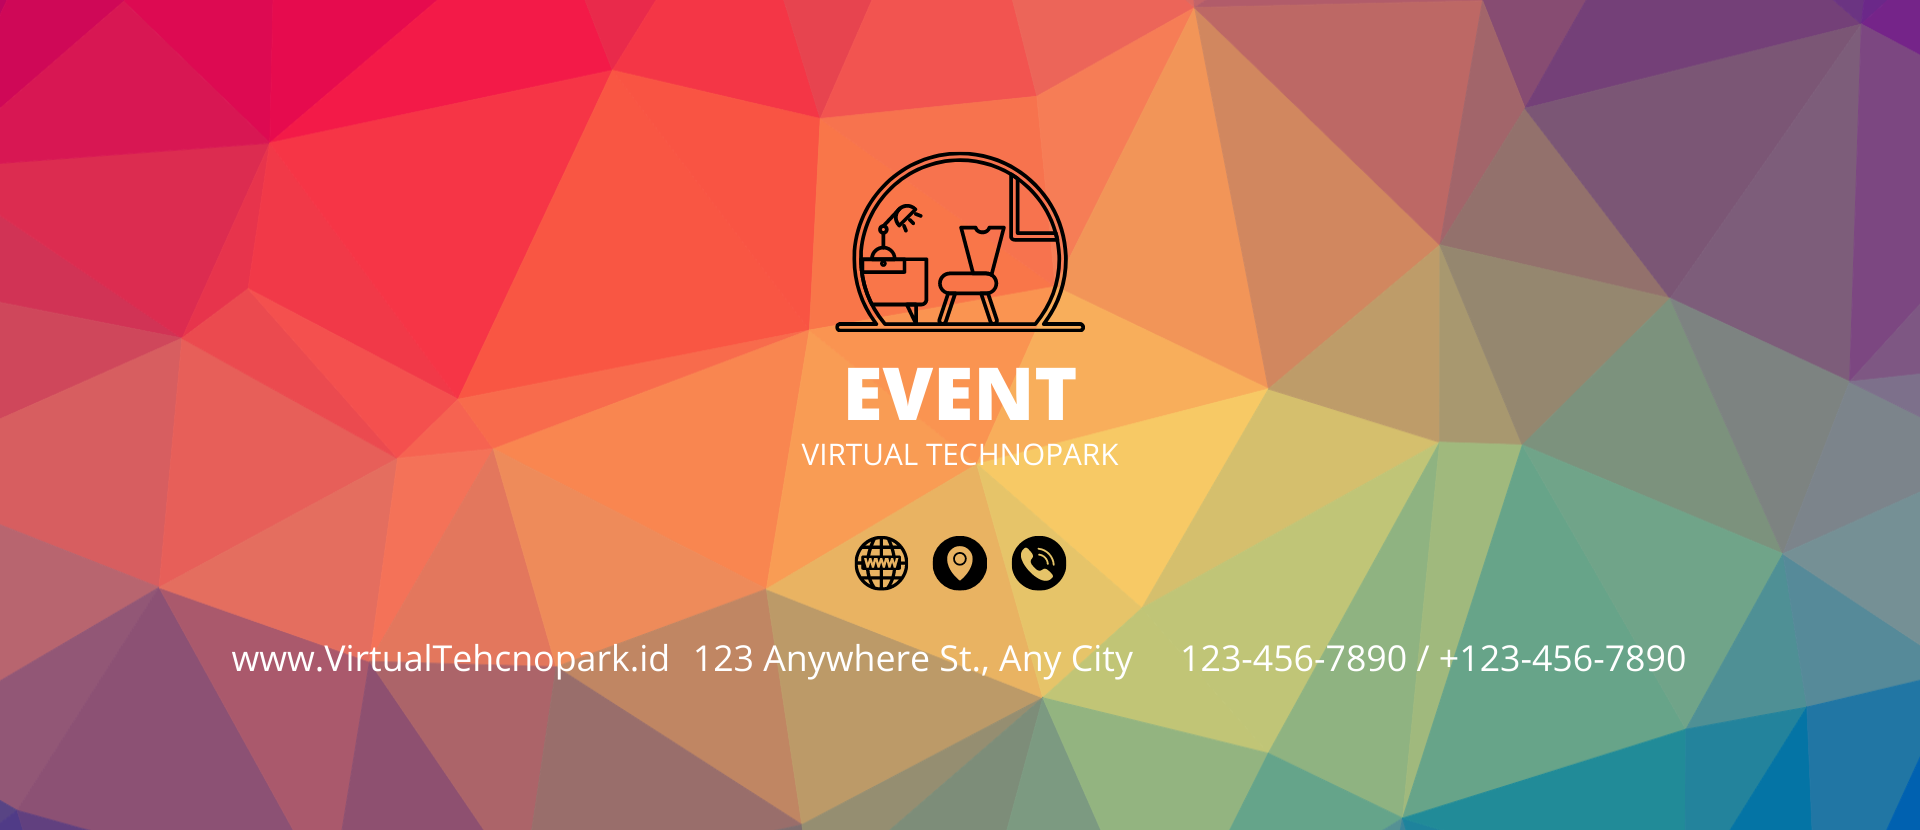 EVENT
VIRTUAL TECHNOPARK
www
www.VirtualTehcnopark.id 123 Anywhere St., Any City 123-456-7890 / +123-456-7890